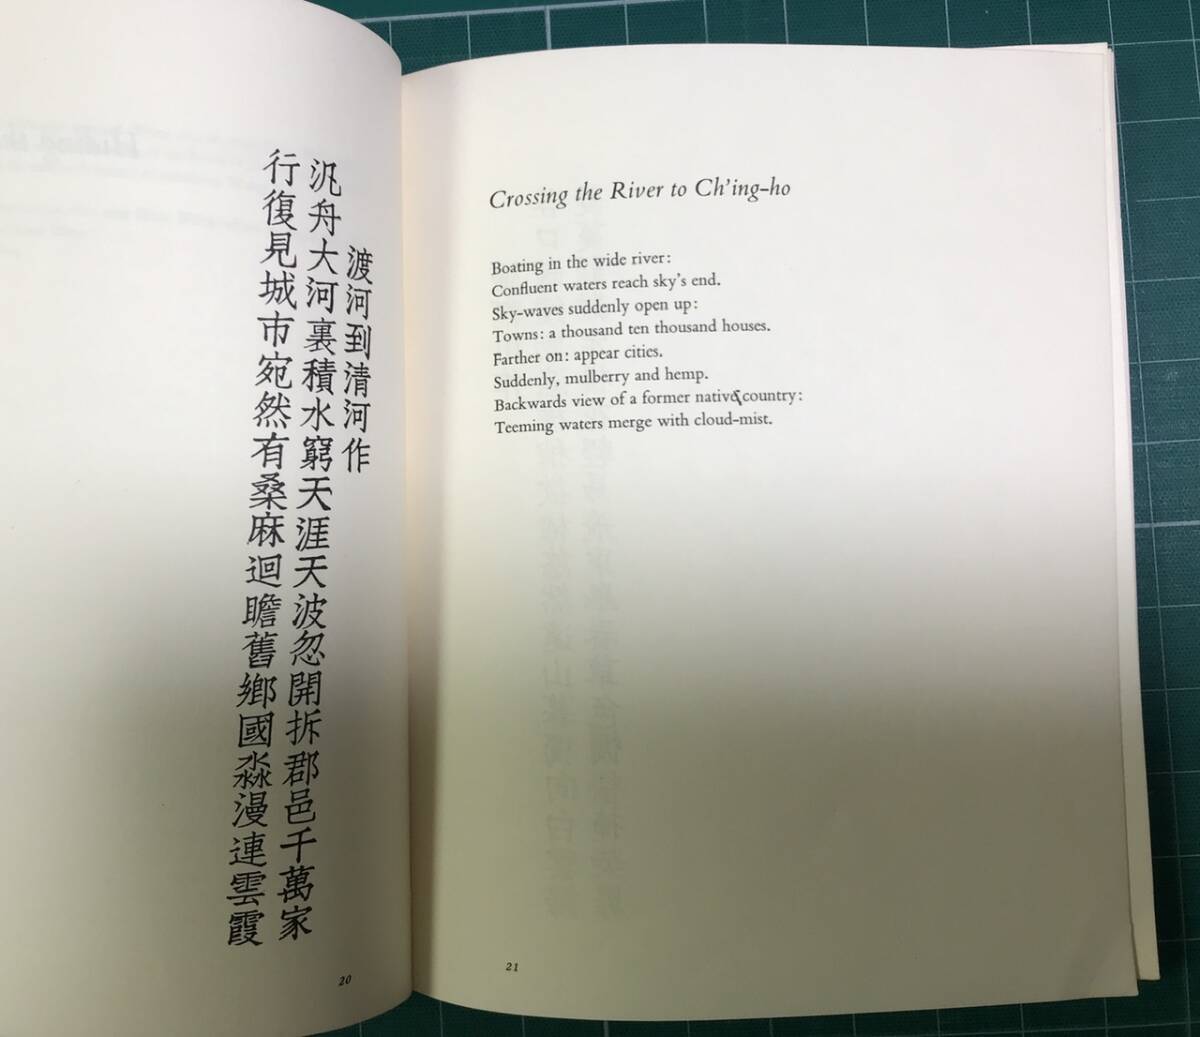 渡河到清河作
汎舟大河裏積水窮天涯天波忽開拆郡邑千萬家
行復見城市宛然有桑麻迴瞻舊鄉國淼漫連雲霞
20
Crossing the River to Ch'ing-ho
Boating in the wide river:
Confluent waters reach sky's end.
Sky-waves suddenly open up:
Towns: a thousand ten thousand houses.
Farther on: appear cities.
Suddenly, mulberry and hemp.
Backwards view of a former native country:
Teeming waters merge with cloud-mist.
21